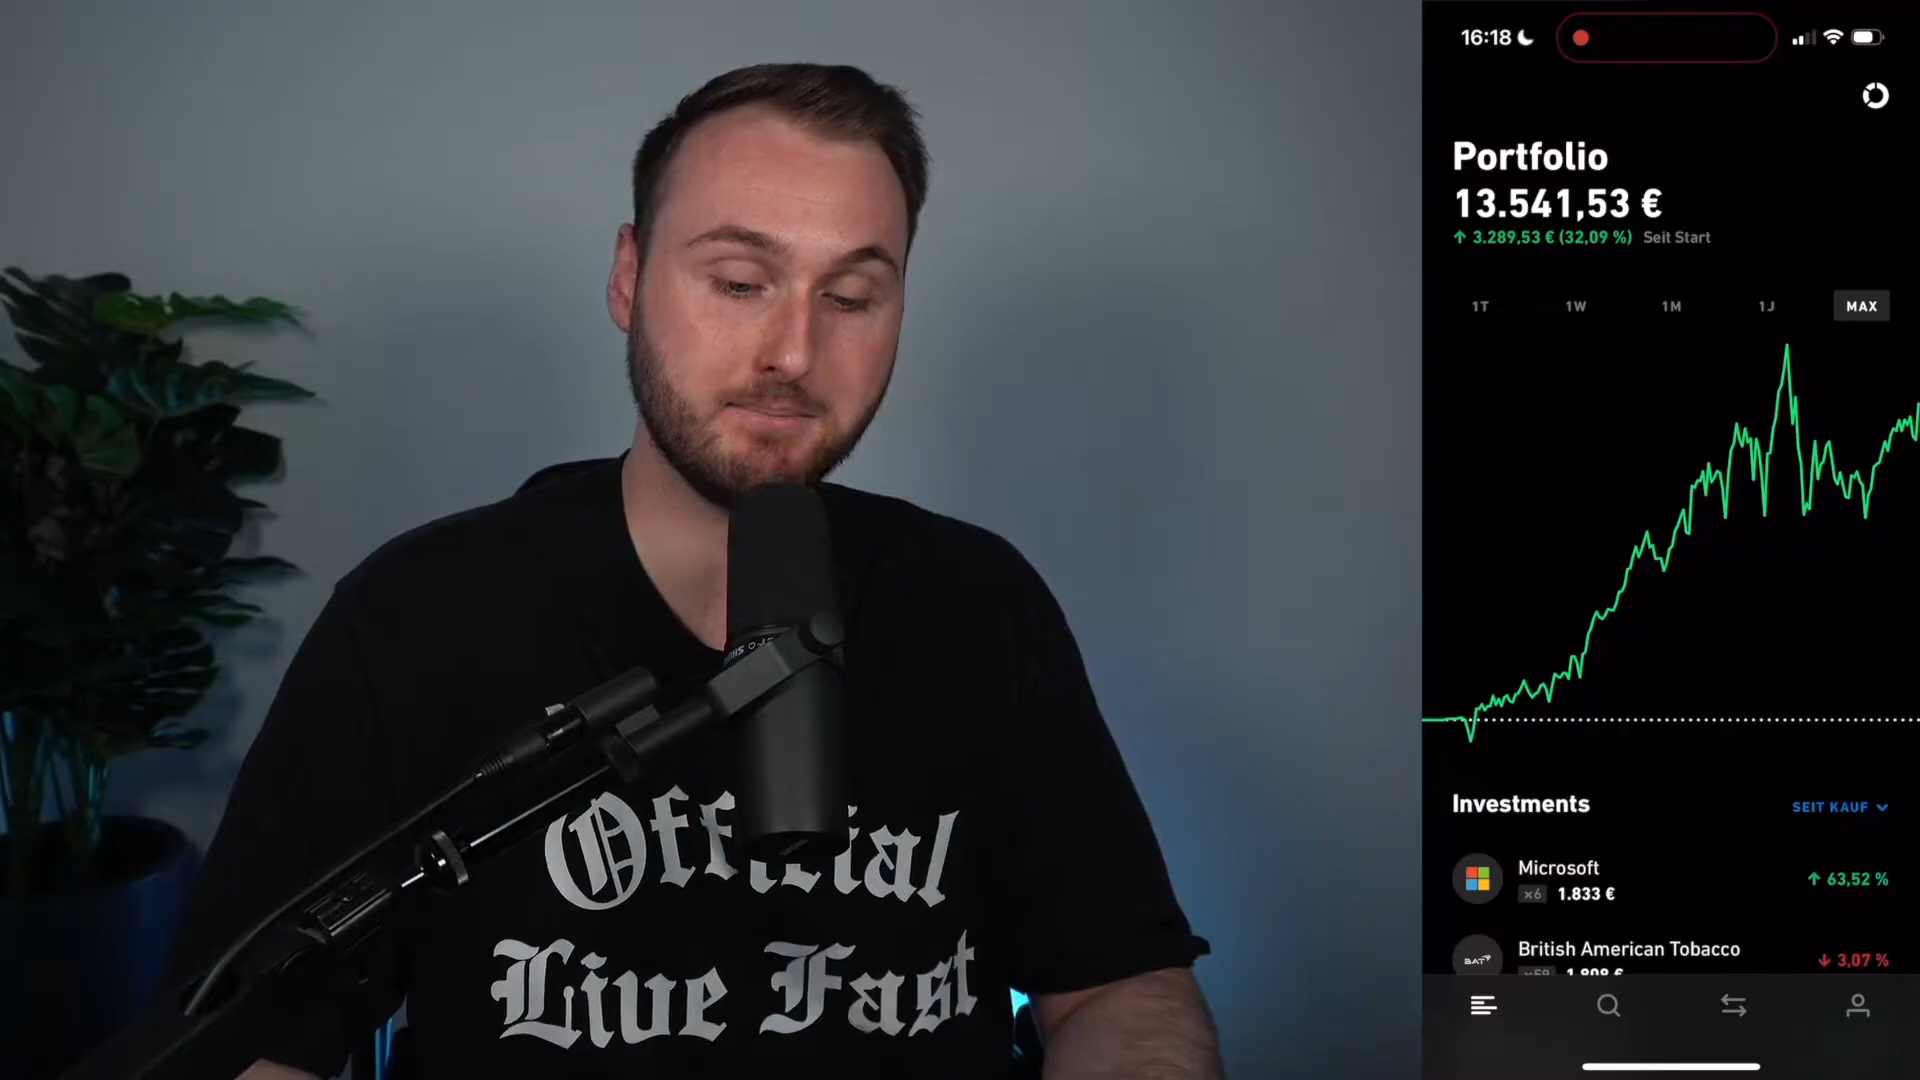 16:18
Portfolio
13.541,53 €
↑ 3.289,53 € (32,09 %) Seit Start
1T 1W 1M 1J MAX
Investments
SEIT KAUF
Microsoft
↑ 63,52 %
x6 1.833 €
British American Tobacco
BAT
↓ 3,07 %
Official
Live Fast